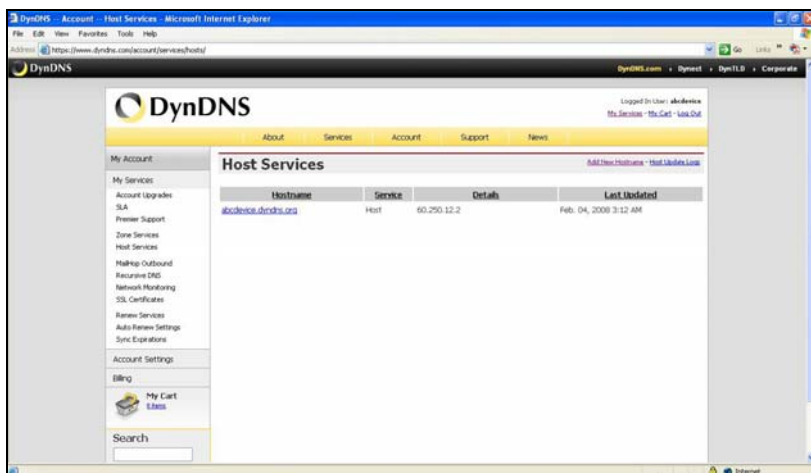 DynDNS -- Account -- Host Services - Microsoft Internet Explorer
File Edit View Favorites Tools Help
Address https://www.dyndns.com/account/services/hosts/ Go Links »
DynDNS
DynDNS.com Dynect DynTLD Corporate
DynDNS
Logged In User: abcdevice
My Services - My Cart - Log Out
About Services Account Support News
My Account
My Services
Account Upgrades
SLA
Premier Support
Zone Services
Host Services
MailHop Outbound
Recursive DNS
Network Monitoring
SSL Certificates
Renew Services
Auto Renew Settings
Sync Expirations
Account Settings
Billing
My Cart
0 items
Search
Host Services
Add New Hostname - Host Update Logs
Hostname Service Details Last Updated
abcdevice.dyndns.org Host 60.250.12.2 Feb. 04, 2008 3:12 AM
Internet